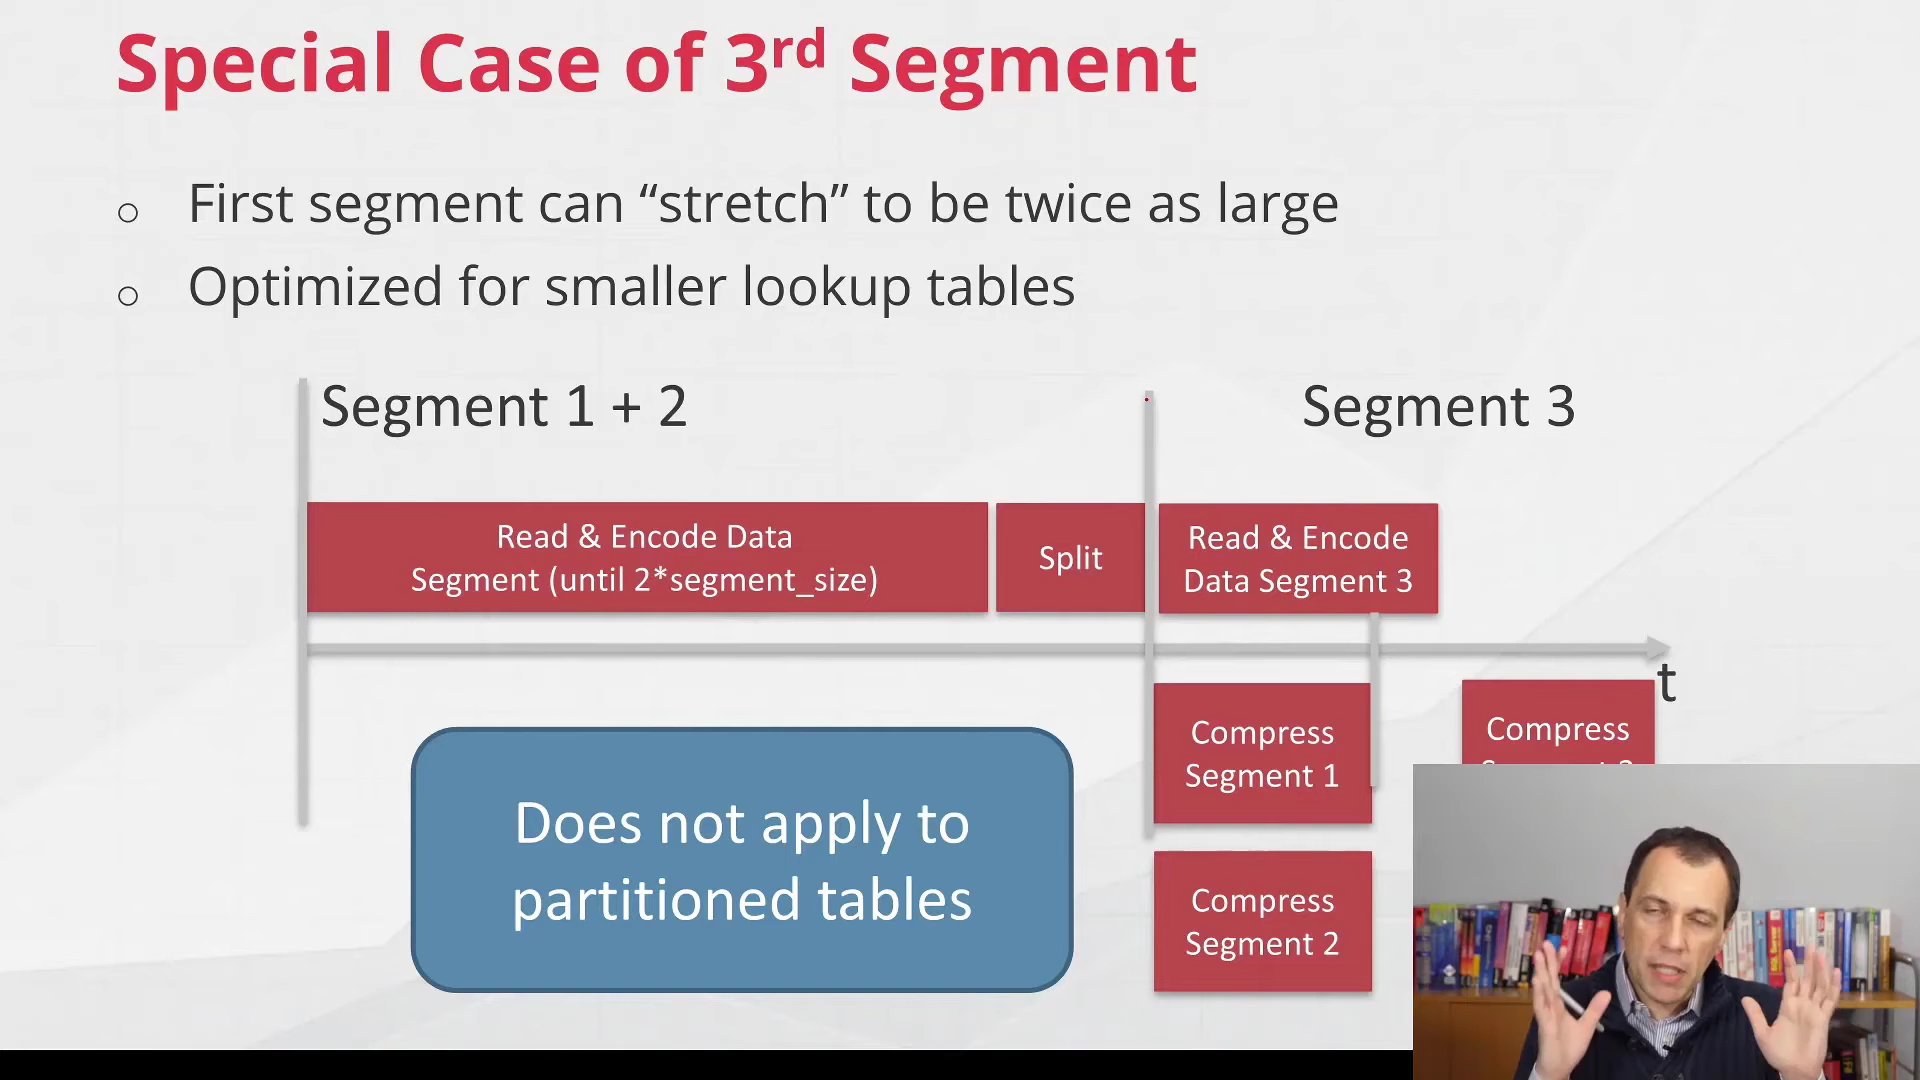 Special Case of 3rd Segment
○ First segment can “stretch” to be twice as large
○ Optimized for smaller lookup tables
Segment 1 + 2
Segment 3
Read & Encode Data
Segment (until 2*segment_size)
Split
Read & Encode
Data Segment 3
t
Compress
Segment 1
Compress
Does not apply to
partitioned tables
Compress
Segment 2